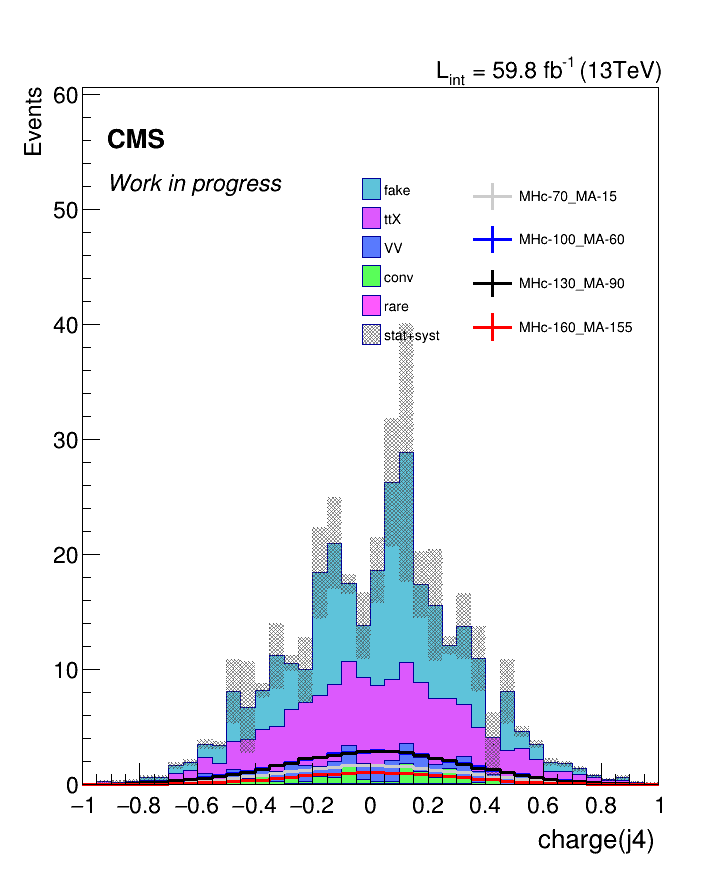 L_int = 59.8 fb^-1 (13TeV)
Events
60
50
40
30
20
10
0
CMS
Work in progress
fake
ttX
VV
conv
rare
stat+syst
MHc-70_MA-15
MHc-100_MA-60
MHc-130_MA-90
MHc-160_MA-155
−1 −0.8 −0.6 −0.4 −0.2 0 0.2 0.4 0.6 0.8 1
charge(j4)